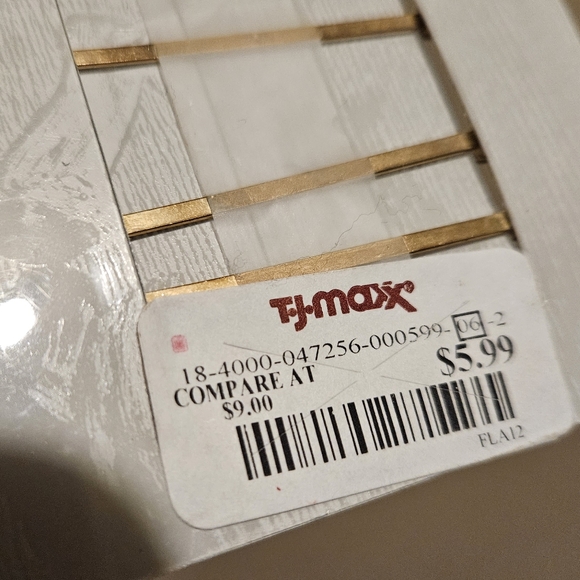 T·J·maxx®
18-4000-047256-000599-06-2
COMPARE AT
$9.00
$5.99
FLA12